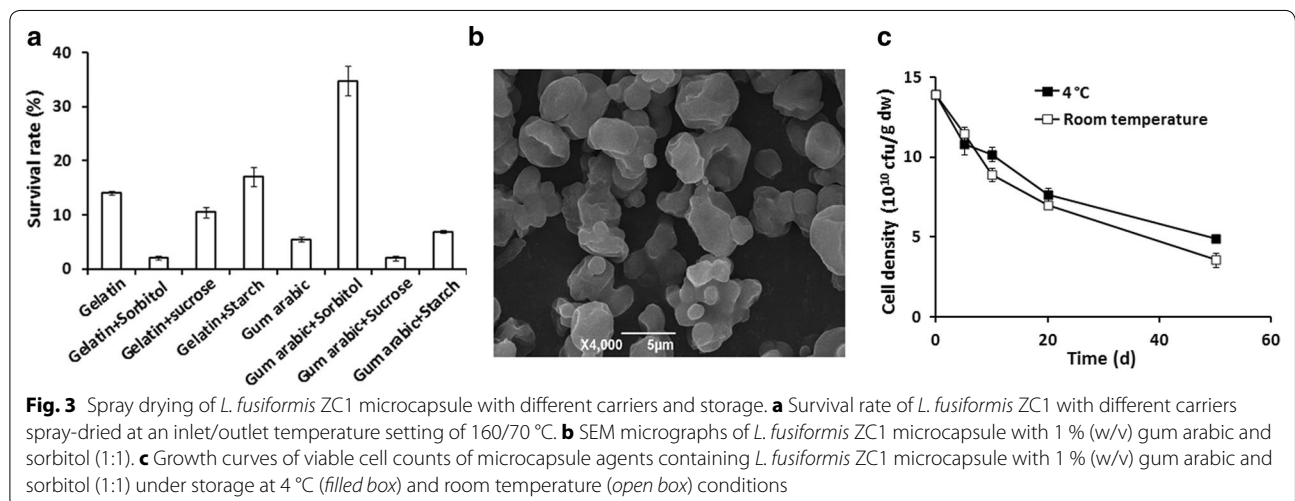 a
b
c
40
30
20
10
0
Survival rate (%)
Gelatin
Gelatin+Sorbitol
Gelatin+sucrose
Gelatin+Starch
Gum arabic
Gum arabic+Sorbitol
Gum arabic+Sucrose
Gum arabic+Starch
X4,000 5µm
15
10
5
0
Cell density (10¹⁰ cfu/g dw)
4 °C
Room temperature
0 20 40 60
Time (d)
Fig. 3 Spray drying of L. fusiformis ZC1 microcapsule with different carriers and storage. a Survival rate of L. fusiformis ZC1 with different carriers
spray-dried at an inlet/outlet temperature setting of 160/70 °C. b SEM micrographs of L. fusiformis ZC1 microcapsule with 1 % (w/v) gum arabic and
sorbitol (1:1). c Growth curves of viable cell counts of microcapsule agents containing L. fusiformis ZC1 microcapsule with 1 % (w/v) gum arabic and
sorbitol (1:1) under storage at 4 °C (filled box) and room temperature (open box) conditions